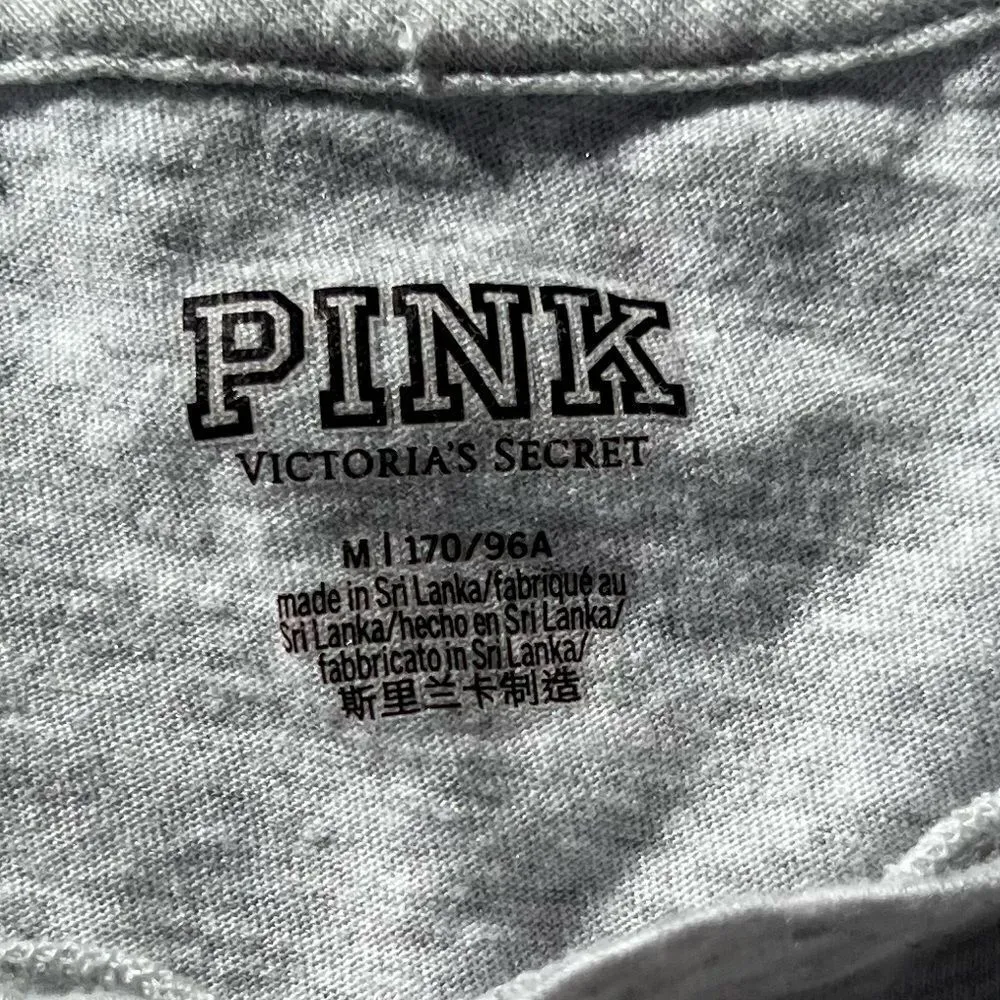 PINK
VICTORIA'S SECRET
M | 170/96A
made in Sri Lanka/fabriqué au
Sri Lanka/hecho en Sri Lanka/
fabbricato in Sri Lanka/
斯里兰卡制造